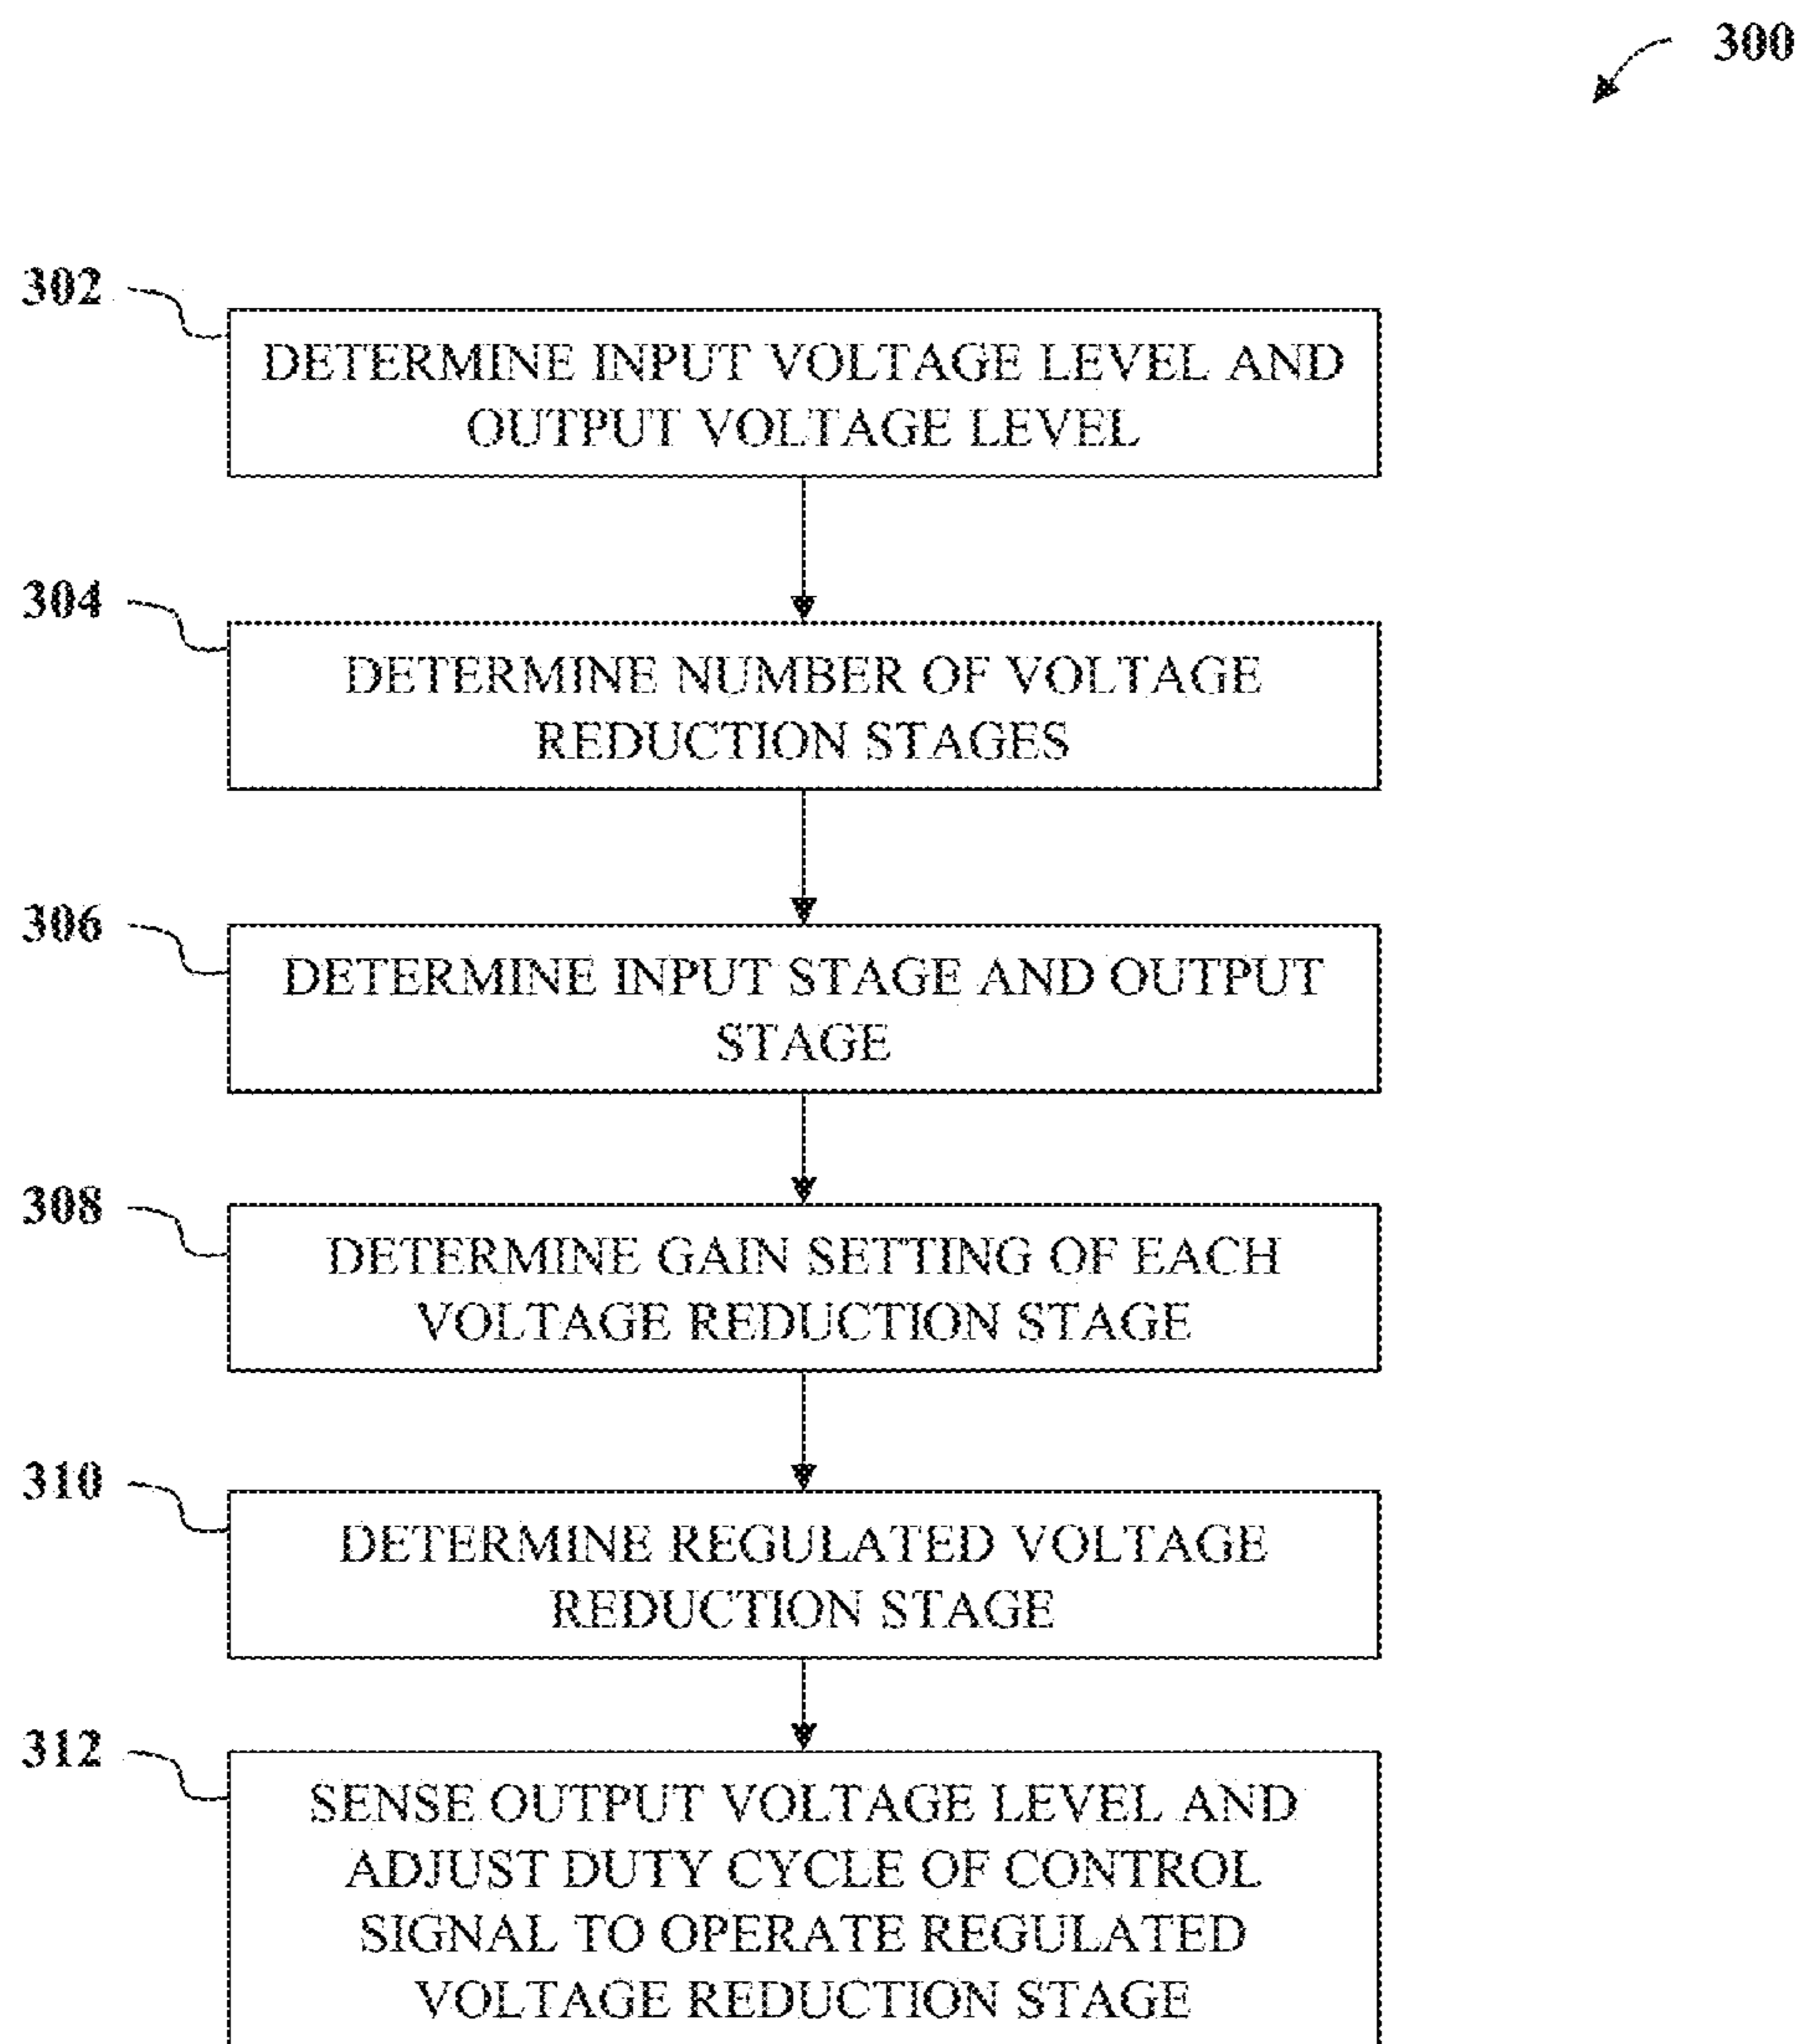 300
302
DETERMINE INPUT VOLTAGE LEVEL AND
OUTPUT VOLTAGE LEVEL
304
DETERMINE NUMBER OF VOLTAGE
REDUCTION STAGES
306
DETERMINE INPUT STAGE AND OUTPUT
STAGE
308
DETERMINE GAIN SETTING OF EACH
VOLTAGE REDUCTION STAGE
310
DETERMINE REGULATED VOLTAGE
REDUCTION STAGE
312
SENSE OUTPUT VOLTAGE LEVEL AND
ADJUST DUTY CYCLE OF CONTROL
SIGNAL TO OPERATE REGULATED
VOLTAGE REDUCTION STAGE